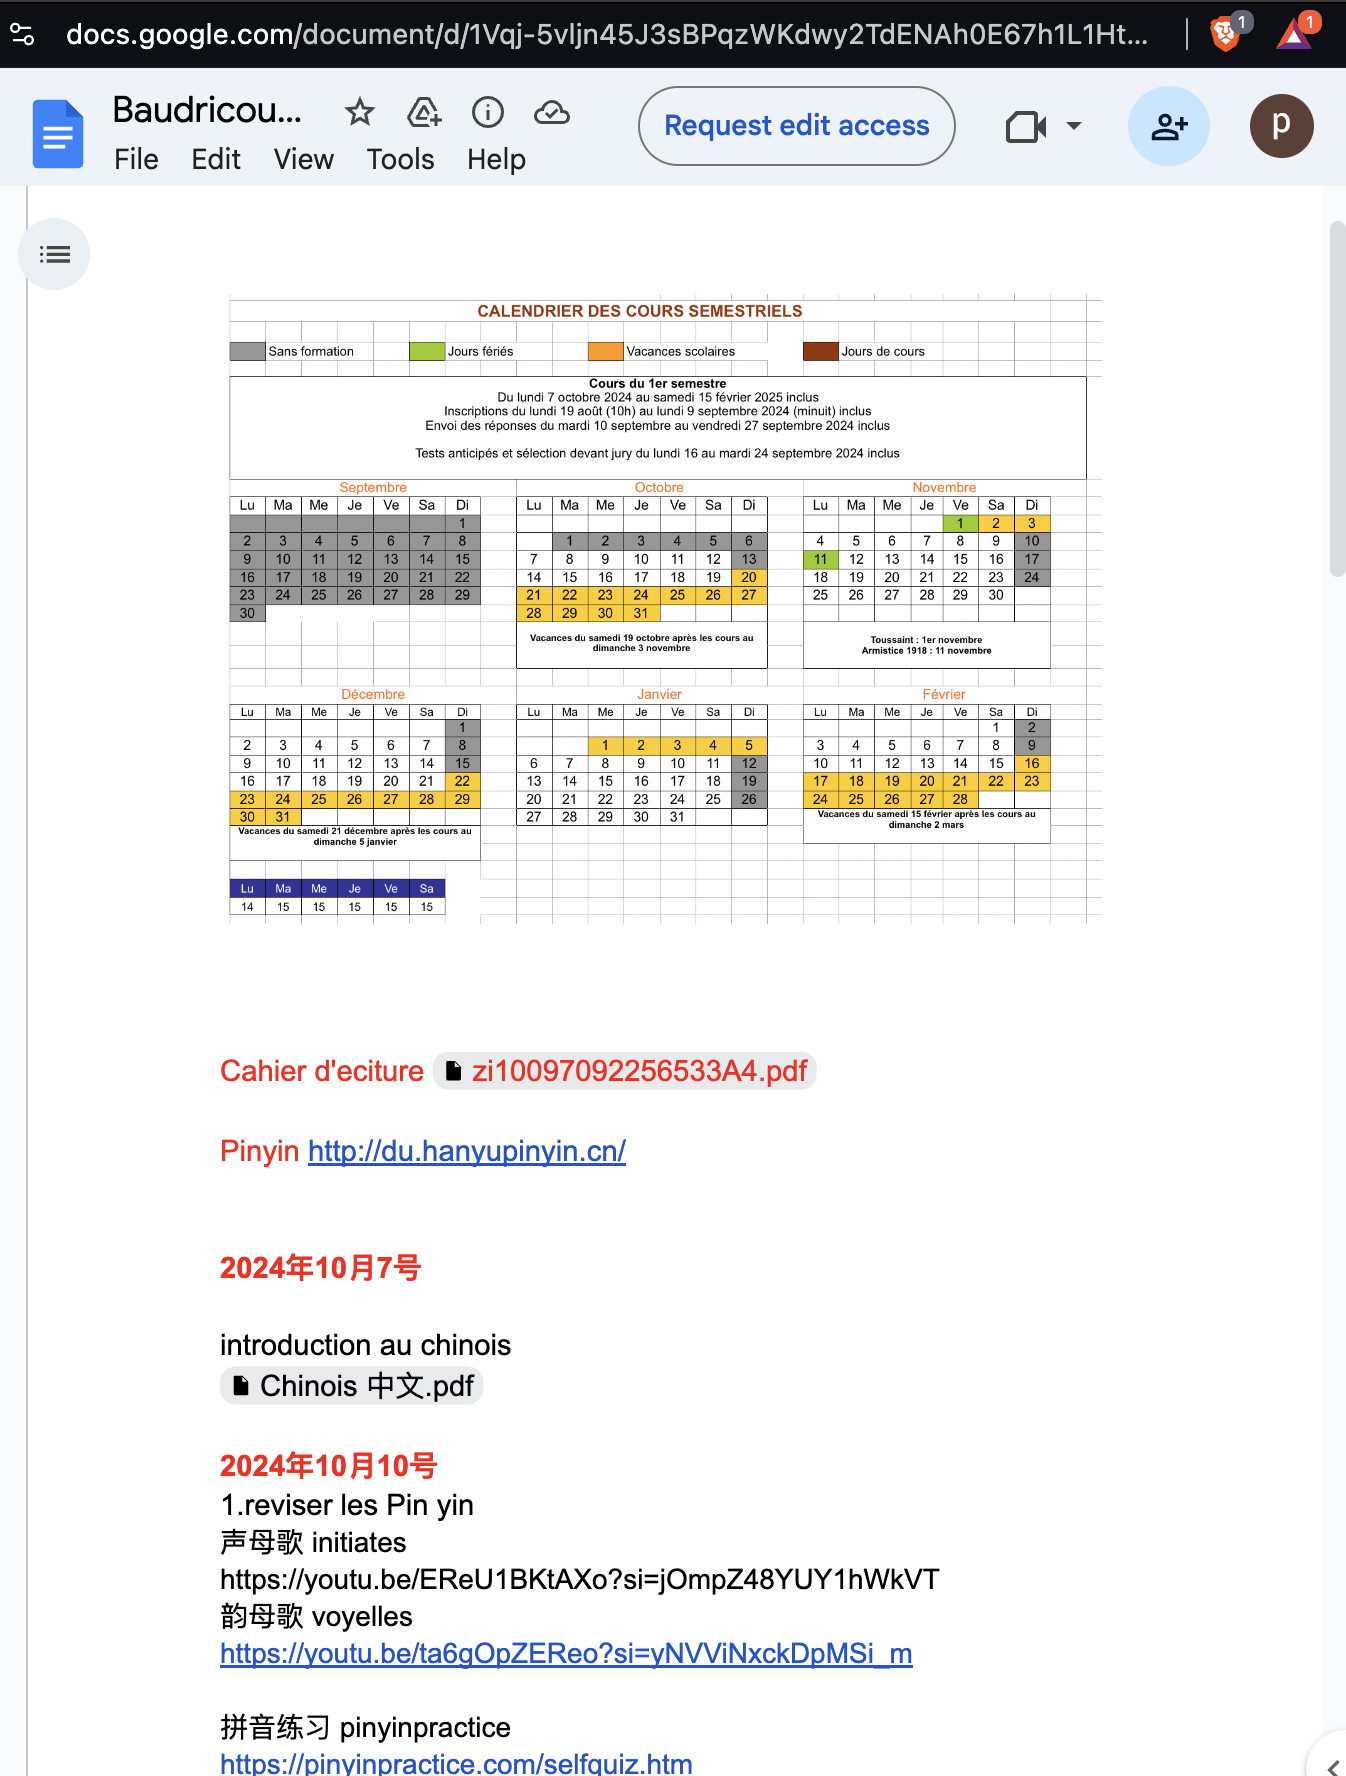 docs.google.com/document/d/1Vqj-5vljn45J3sBPqzWKdwy2TdENAh0E67h1L1Ht...
1
1
Baudricou...
Request edit access
p
File Edit View Tools Help
CALENDRIER DES COURS SEMESTRIELS
Sans formation Jours fériés Vacances scolaires Jours de cours
Cours du 1er semestre
Du lundi 7 octobre 2024 au samedi 15 février 2025 inclus
Inscriptions du lundi 19 août (10h) au lundi 9 septembre 2024 (minuit) inclus
Envoi des réponses du mardi 10 septembre au vendredi 27 septembre 2024 inclus
Tests anticipés et sélection devant jury du lundi 16 au mardi 24 septembre 2024 inclus
Septembre
Lu Ma Me Je Ve Sa Di
1
2 3 4 5 6 7 8
9 10 11 12 13 14 15
16 17 18 19 20 21 22
23 24 25 26 27 28 29
30
Octobre
Lu Ma Me Je Ve Sa Di
1 2 3 4 5 6
7 8 9 10 11 12 13
14 15 16 17 18 19 20
21 22 23 24 25 26 27
28 29 30 31
Vacances du samedi 19 octobre après les cours au
dimanche 3 novembre
Novembre
Lu Ma Me Je Ve Sa Di
1 2 3
4 5 6 7 8 9 10
11 12 13 14 15 16 17
18 19 20 21 22 23 24
25 26 27 28 29 30
Toussaint : 1er novembre
Armistice 1918 : 11 novembre
Décembre
Lu Ma Me Je Ve Sa Di
1
2 3 4 5 6 7 8
9 10 11 12 13 14 15
16 17 18 19 20 21 22
23 24 25 26 27 28 29
30 31
Vacances du samedi 21 décembre après les cours au
dimanche 5 janvier
Janvier
Lu Ma Me Je Ve Sa Di
1 2 3 4 5
6 7 8 9 10 11 12
13 14 15 16 17 18 19
20 21 22 23 24 25 26
27 28 29 30 31
Février
Lu Ma Me Je Ve Sa Di
1 2
3 4 5 6 7 8 9
10 11 12 13 14 15 16
17 18 19 20 21 22 23
24 25 26 27 28
Vacances du samedi 15 février après les cours au
dimanche 2 mars
Lu Ma Me Je Ve Sa
14 15 15 15 15 15
Cahier d'eciture zi10097092256533A4.pdf
Pinyin http://du.hanyupinyin.cn/
2024年10月7号
introduction au chinois
Chinois 中文.pdf
2024年10月10号
1.reviser les Pin yin
声母歌 initiates
https://youtu.be/EReU1BKtAXo?si=jOmpZ48YUY1hWkVT
韵母歌 voyelles
https://youtu.be/ta6gOpZEReo?si=yNVViNxckDpMSi_m
拼音练习 pinyinpractice
https://pinyinpractice.com/selfquiz.htm